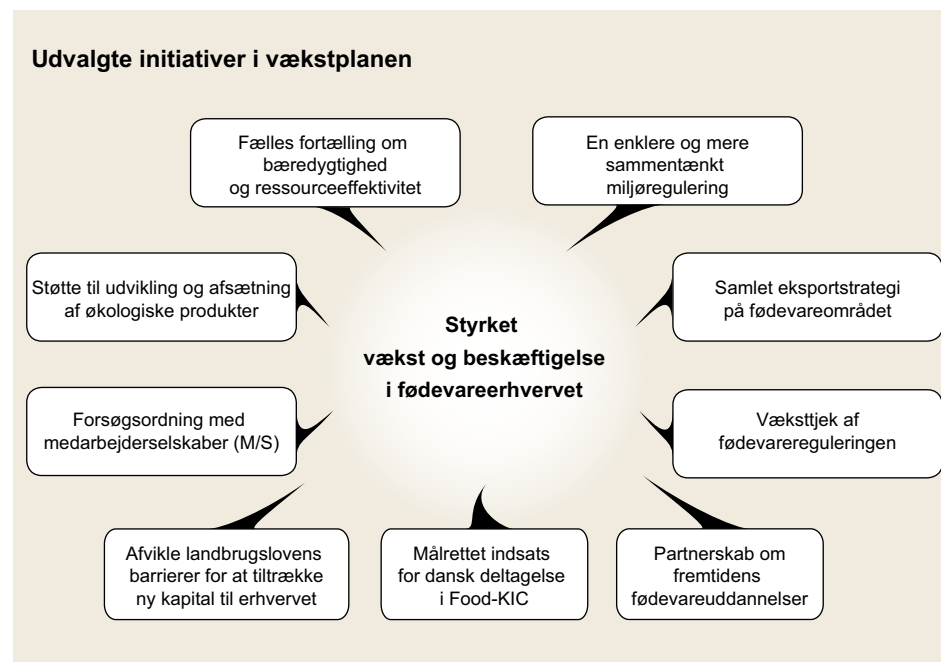 Udvalgte initiativer i vækstplanen
Fælles fortælling om
bæredygtighed
og ressourceeffektivitet
En enklere og mere
sammentænkt
miljøregulering
Støtte til udvikling og afsætning
af økologiske produkter
Samlet eksportstrategi
på fødevareområdet
Styrket
vækst og beskæftigelse
i fødevareerhvervet
Forsøgsordning med
medarbejderselskaber (M/S)
Væksttjek af
fødevarereguleringen
Afvikle landbrugslovens
barrierer for at tiltrække
ny kapital til erhvervet
Målrettet indsats
for dansk deltagelse
i Food-KIC
Partnerskab om
fremtidens
fødevareuddannelser